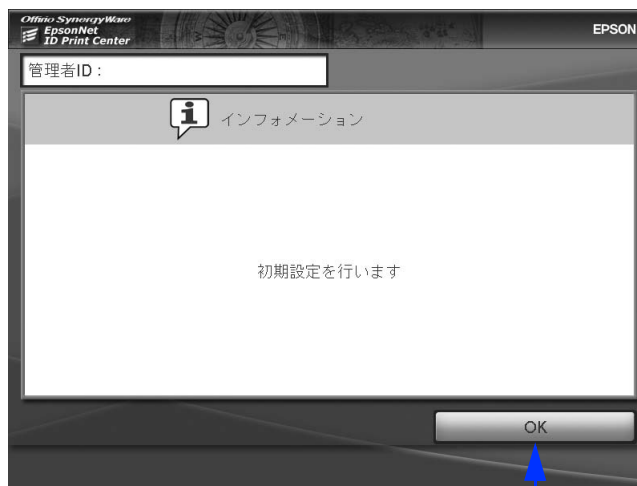 Offirio SynergyWare
EpsonNet
ID Print Center
EPSON
管理者ID：
インフォメーション
初期設定を行います
OK